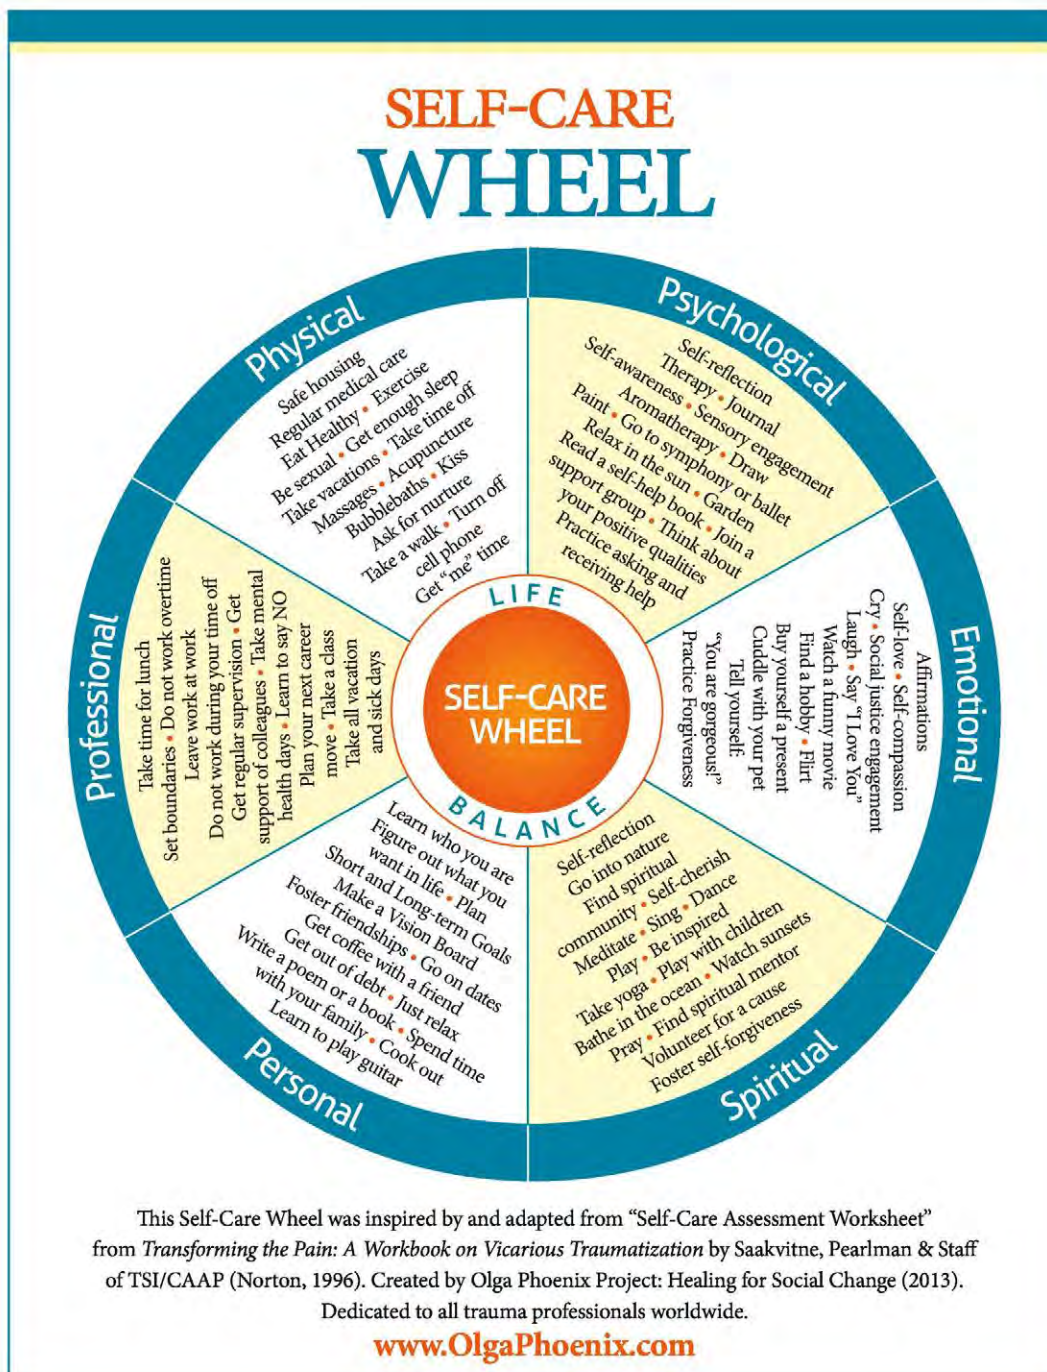 SELF-CARE
WHEEL
Physical
Safe housing
Regular medical care
Eat Healthy • Exercise
Be sexual • Get enough sleep
Take vacations • Take time off
Massages • Acupuncture
Bubblebaths • Kiss
Ask for nurture
Take a walk • Turn off
cell phone
Get "me" time
Psychological
Self-reflection
Therapy • Journal
Self-awareness • Sensory engagement
Aromatherapy • Draw
Paint • Go to symphony or ballet
Relax in the sun • Garden
Read a self-help book • Join a
support group • Think about
your positive qualities
Practice asking and
receiving help
Emotional
Affirmations
Self-love • Self-compassion
Cry • Social justice engagement
Laugh • Say "I Love You"
Watch a funny movie
Find a hobby • Flirt
Buy yourself a present
Cuddle with your pet
Tell yourself:
"You are gorgeous!"
Practice Forgiveness
Spiritual
Self-reflection
Go into nature
Find spiritual
community • Self-cherish
Meditate • Sing • Dance
Play • Be inspired
Take yoga • Play with children
Bathe in the ocean • Watch sunsets
Pray • Find spiritual mentor
Volunteer for a cause
Foster self-forgiveness
Personal
Learn who you are
Figure out what you
want in life • Plan
Short and Long-term Goals
Make a Vision Board
Foster friendships • Go on dates
Get coffee with a friend
Get out of debt • Just relax
Write a poem or a book • Spend time
with your family • Cook out
Learn to play guitar
Professional
Take time for lunch
Set boundaries • Do not work overtime
Leave work at work
Do not work during your time off
Get regular supervision • Get
support of colleagues • Take mental
health days • Learn to say NO
Plan your next career
move • Take a class
Take all vacation
and sick days
LIFE
SELF-CARE
WHEEL
BALANCE
This Self-Care Wheel was inspired by and adapted from "Self-Care Assessment Worksheet"
from Transforming the Pain: A Workbook on Vicarious Traumatization by Saakvitne, Pearlman & Staff
of TSI/CAAP (Norton, 1996). Created by Olga Phoenix Project: Healing for Social Change (2013).
Dedicated to all trauma professionals worldwide.
www.OlgaPhoenix.com